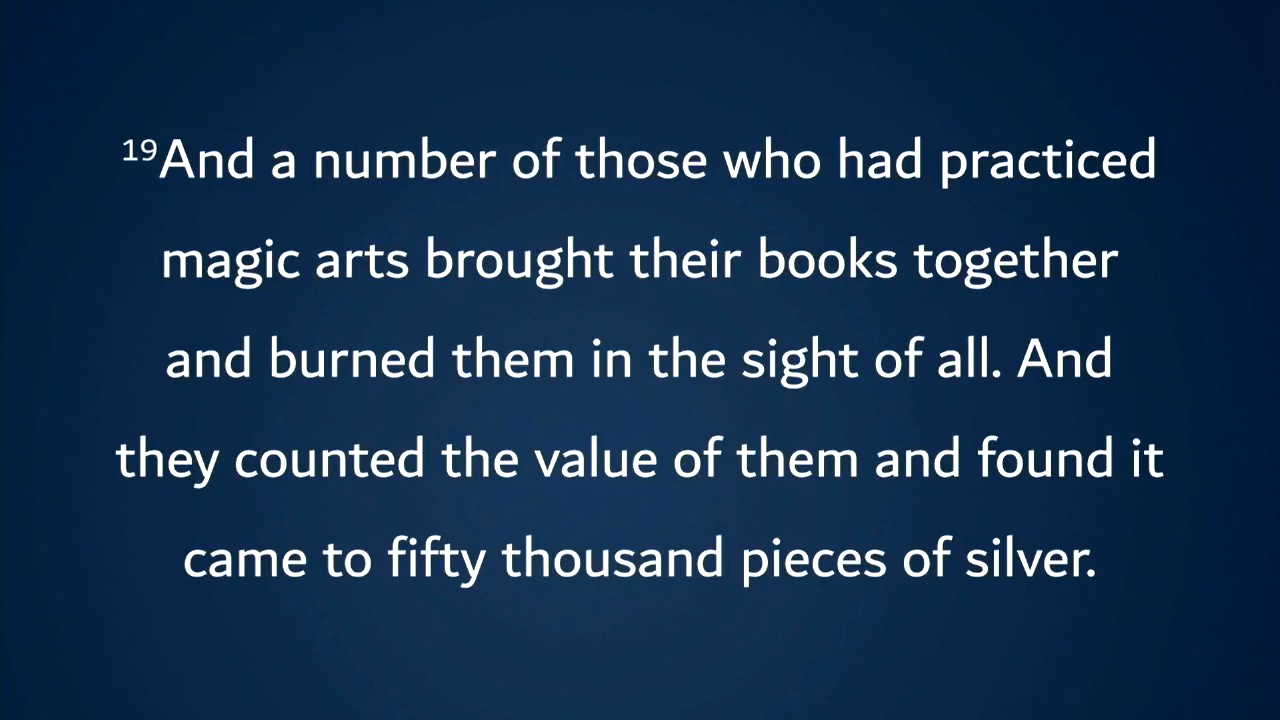 19And a number of those who had practiced
magic arts brought their books together
and burned them in the sight of all. And
they counted the value of them and found it
came to fifty thousand pieces of silver.